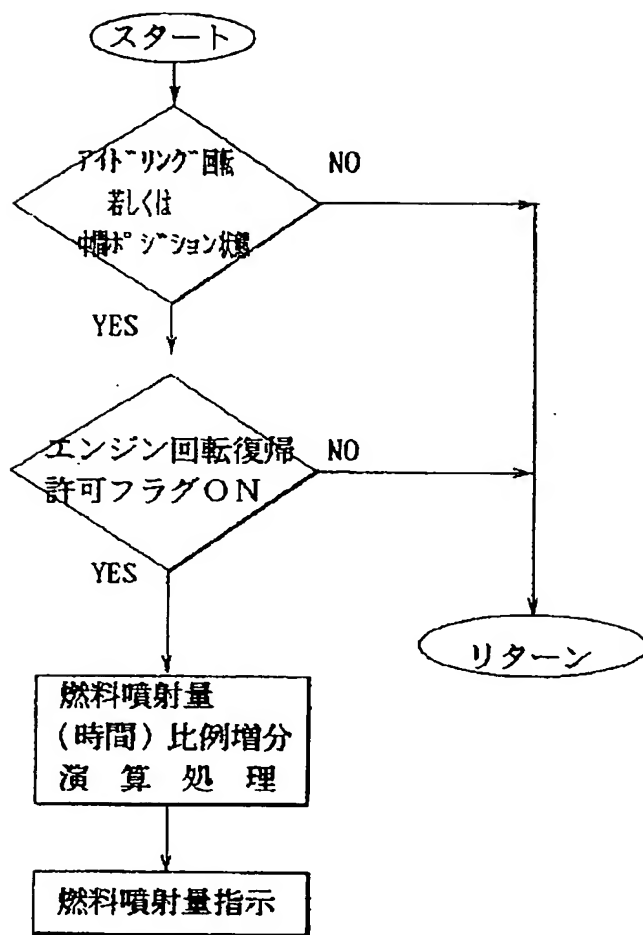 スタート
アイドリング回転
若しくは
中間ポジション状態
NO
YES
エンジン回転復帰
許可フラグON
NO
YES
リターン
燃料噴射量
(時間)比例増分
演算処理
燃料噴射量指示